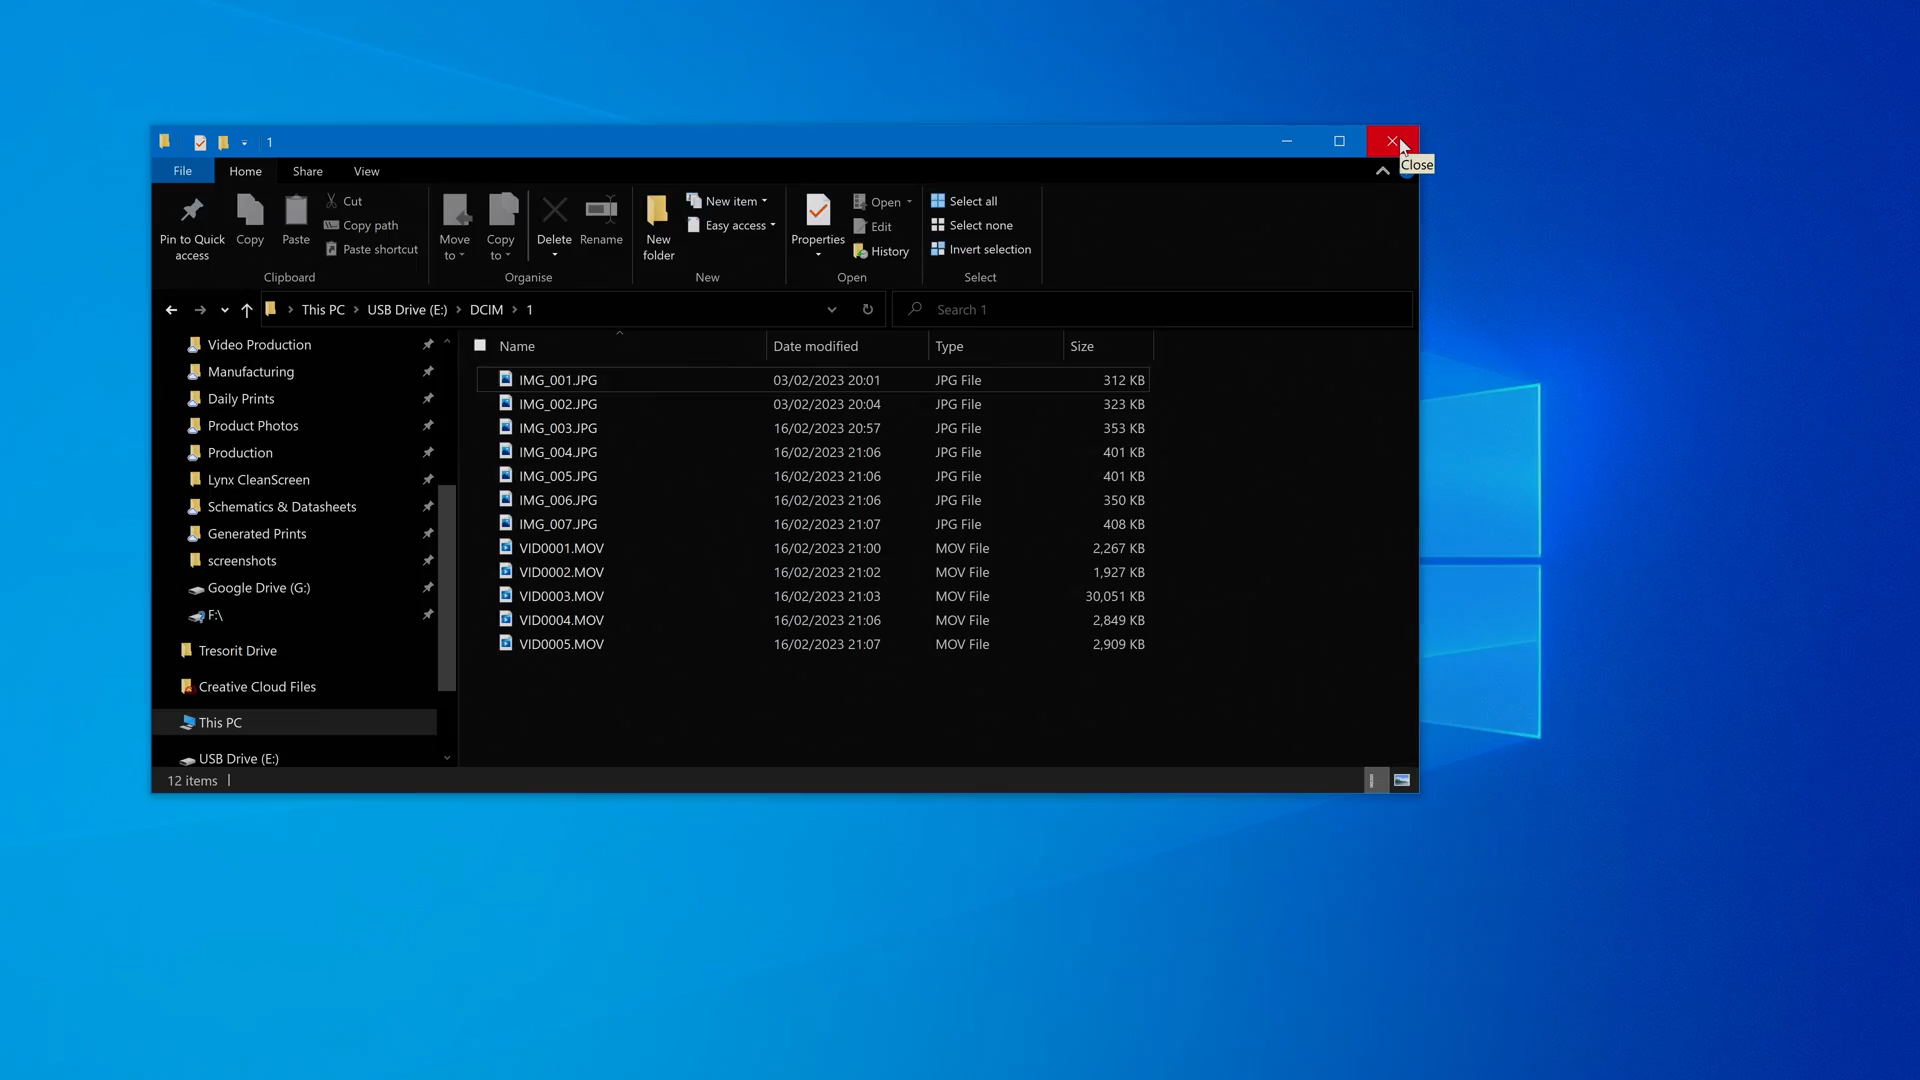 1
Close
File Home Share View
Pin to Quick access
Copy
Paste
Cut
Copy path
Paste shortcut
Clipboard
Move to
Copy to
Delete
Rename
Organise
New folder
New item
Easy access
New
Properties
Open
Edit
History
Open
Select all
Select none
Invert selection
Select
This PC > USB Drive (E:) > DCIM > 1
Search 1
Video Production
Manufacturing
Daily Prints
Product Photos
Production
Lynx CleanScreen
Schematics & Datasheets
Generated Prints
screenshots
Google Drive (G:)
F:\
Tresorit Drive
Creative Cloud Files
This PC
USB Drive (E:)
Name Date modified Type Size
IMG_001.JPG 03/02/2023 20:01 JPG File 312 KB
IMG_002.JPG 03/02/2023 20:04 JPG File 323 KB
IMG_003.JPG 16/02/2023 20:57 JPG File 353 KB
IMG_004.JPG 16/02/2023 21:06 JPG File 401 KB
IMG_005.JPG 16/02/2023 21:06 JPG File 401 KB
IMG_006.JPG 16/02/2023 21:06 JPG File 350 KB
IMG_007.JPG 16/02/2023 21:07 JPG File 408 KB
VID0001.MOV 16/02/2023 21:00 MOV File 2,267 KB
VID0002.MOV 16/02/2023 21:02 MOV File 1,927 KB
VID0003.MOV 16/02/2023 21:03 MOV File 30,051 KB
VID0004.MOV 16/02/2023 21:06 MOV File 2,849 KB
VID0005.MOV 16/02/2023 21:07 MOV File 2,909 KB
12 items